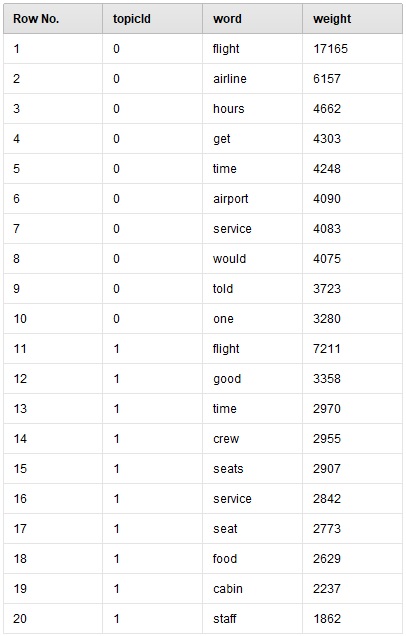 Row No. topicId word weight
1 0 flight 17165
2 0 airline 6157
3 0 hours 4662
4 0 get 4303
5 0 time 4248
6 0 airport 4090
7 0 service 4083
8 0 would 4075
9 0 told 3723
10 0 one 3280
11 1 flight 7211
12 1 good 3358
13 1 time 2970
14 1 crew 2955
15 1 seats 2907
16 1 service 2842
17 1 seat 2773
18 1 food 2629
19 1 cabin 2237
20 1 staff 1862